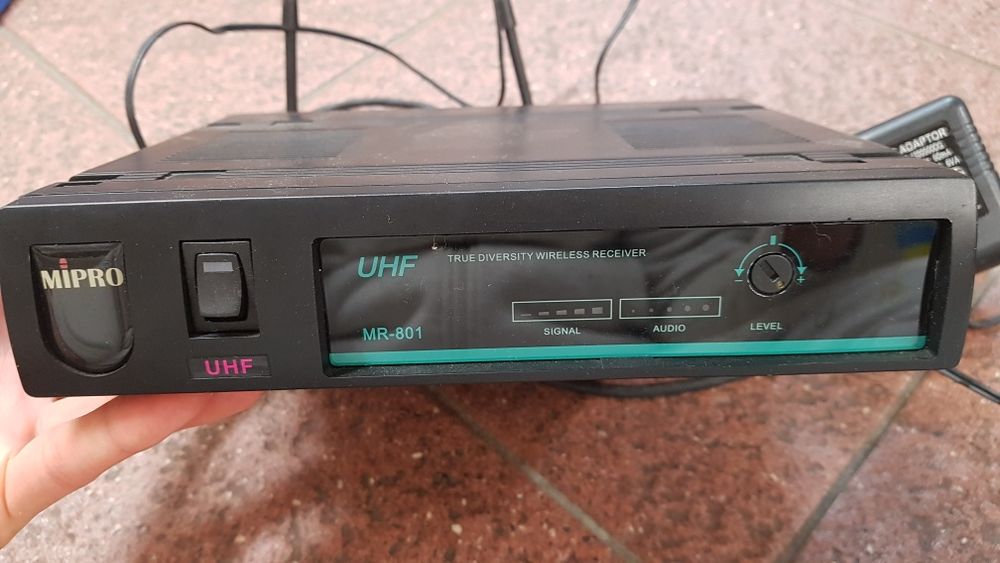 MIPRO
UHF
UHF
TRUE DIVERSITY WIRELESS RECEIVER
MR-801
SIGNAL
AUDIO
LEVEL
- +
ADAPTOR